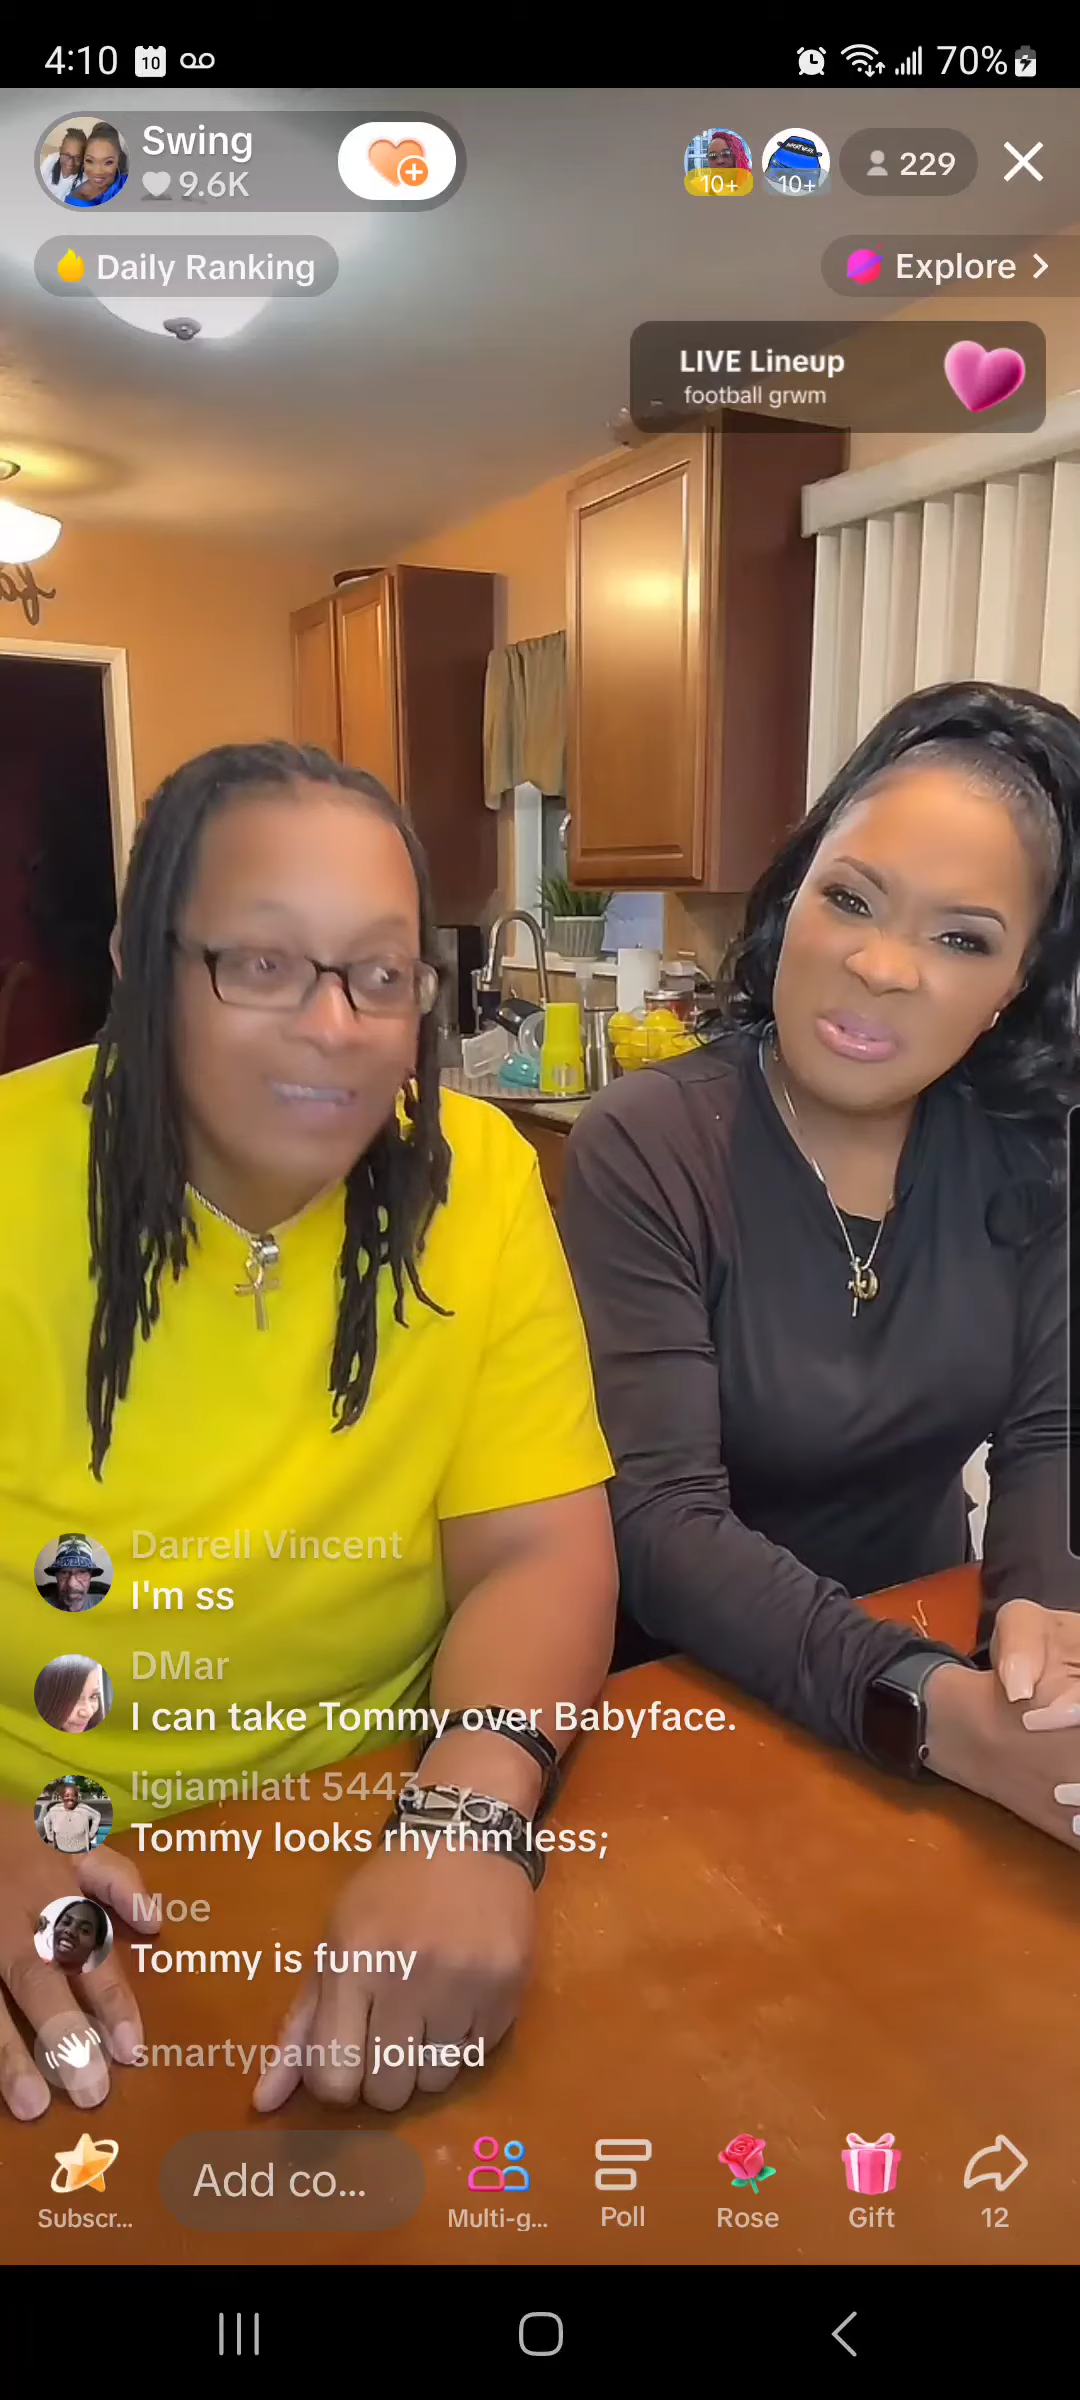 4:10 10 70%
Swing
9.6K
10+ 10+ 229
Daily Ranking
Explore
LIVE Lineup
football grwm
Darrell Vincent
I'm ss
DMar
I can take Tommy over Babyface.
ligiamilatt 5443
Tommy looks rhythm less;
Moe
Tommy is funny
smartypants joined
Add co...
Subscr... Multi-g... Poll Rose Gift 12